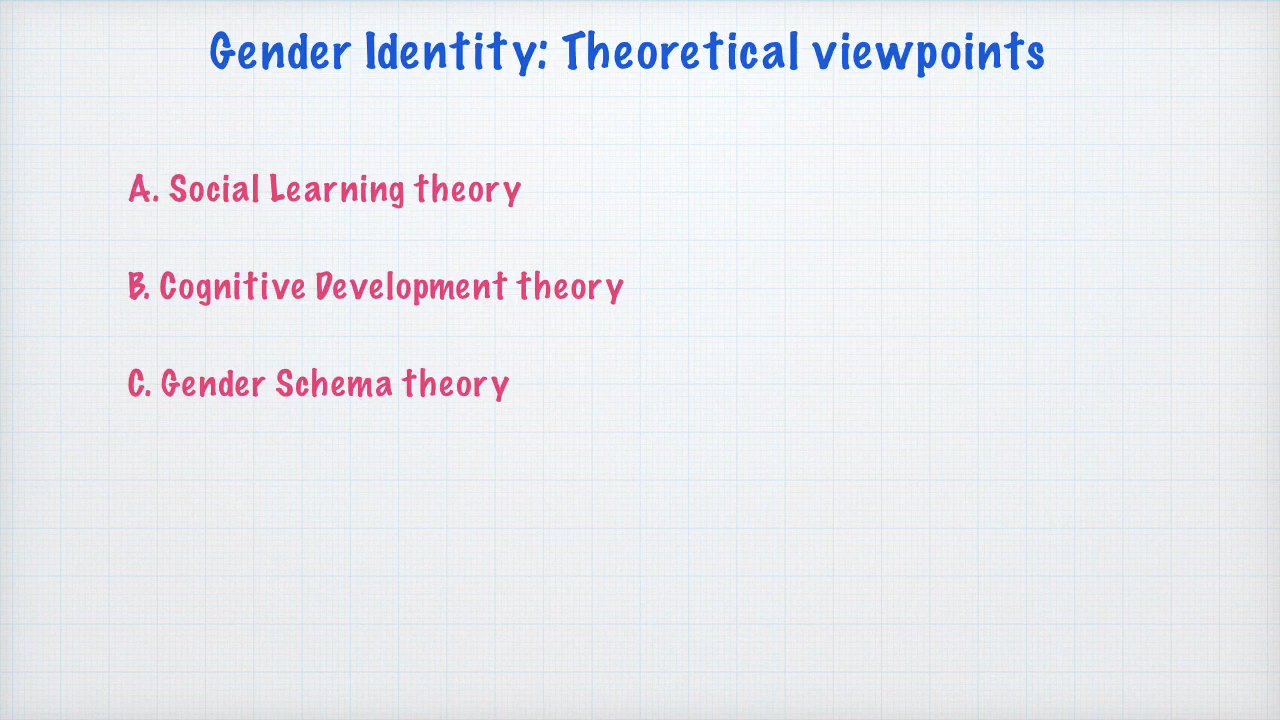 Gender Identity: Theoretical viewpoints
A. Social Learning theory
B. Cognitive Development theory
C. Gender Schema theory